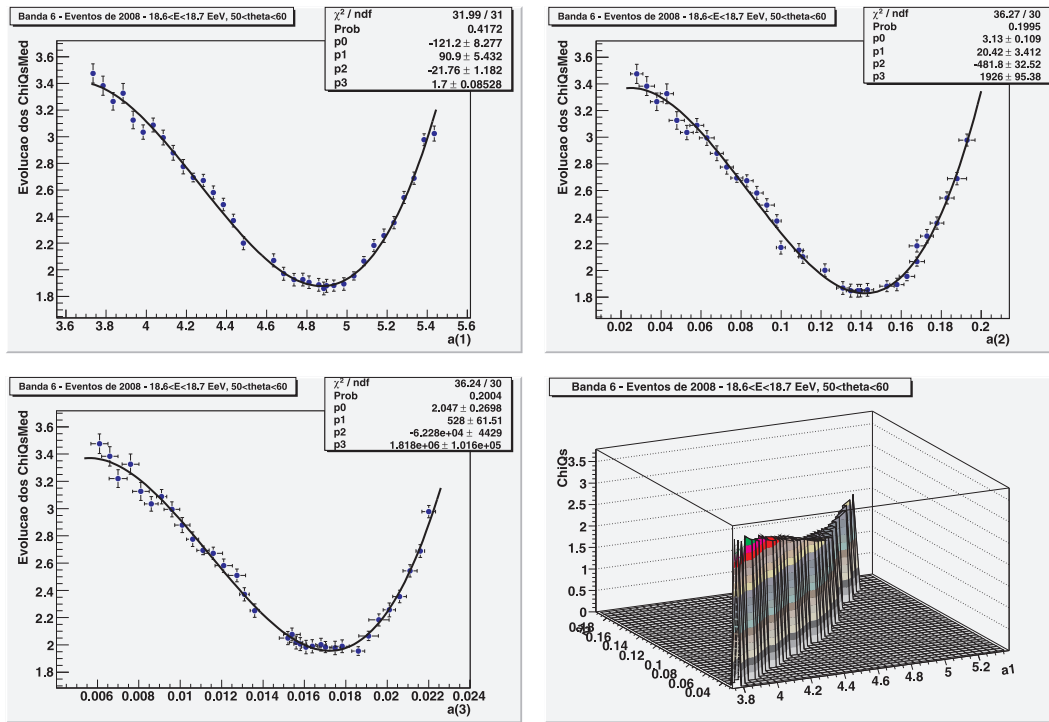 Banda 6 - Eventos de 2008 - 18.6<E<18.7 EeV, 50<theta<60
χ² / ndf 31.99 / 31
Prob 0.4172
p0 -121.2 ± 8.277
p1 90.9 ± 5.432
p2 -21.76 ± 1.182
p3 1.7 ± 0.08528
Evolucao dos ChiQsMed
3.6
3.4
3.2
3
2.8
2.6
2.4
2.2
2
1.8
3.6 3.8 4 4.2 4.4 4.6 4.8 5 5.2 5.4 5.6
a(1)
Banda 6 - Eventos de 2008 - 18.6<E<18.7 EeV, 50<theta<60
χ² / ndf 36.27 / 30
Prob 0.1995
p0 3.13 ± 0.109
p1 20.42 ± 3.412
p2 -481.8 ± 32.52
p3 1926 ± 95.38
Evolucao dos ChiQsMed
3.6
3.4
3.2
3
2.8
2.6
2.4
2.2
2
1.8
0.02 0.04 0.06 0.08 0.1 0.12 0.14 0.16 0.18 0.2
a(2)
Banda 6 - Eventos de 2008 - 18.6<E<18.7 EeV, 50<theta<60
χ² / ndf 36.24 / 30
Prob 0.2004
p0 2.047 ± 0.2698
p1 528 ± 61.51
p2 -6.228e+04 ± 4429
p3 1.818e+06 ± 1.016e+05
Evolucao dos ChiQsMed
3.6
3.4
3.2
3
2.8
2.6
2.4
2.2
2
1.8
0.006 0.008 0.01 0.012 0.014 0.016 0.018 0.02 0.022 0.024
a(3)
Banda 6 - Eventos de 2008 - 18.6<E<18.7 EeV, 50<theta<60
ChiQs
3.5
3
2.5
2
1.5
1
0.5
0
0.18
0.16
0.14
0.12
0.1
0.08
0.06
0.04
3.8 4 4.2 4.4 4.6 4.8 5 5.2
a1